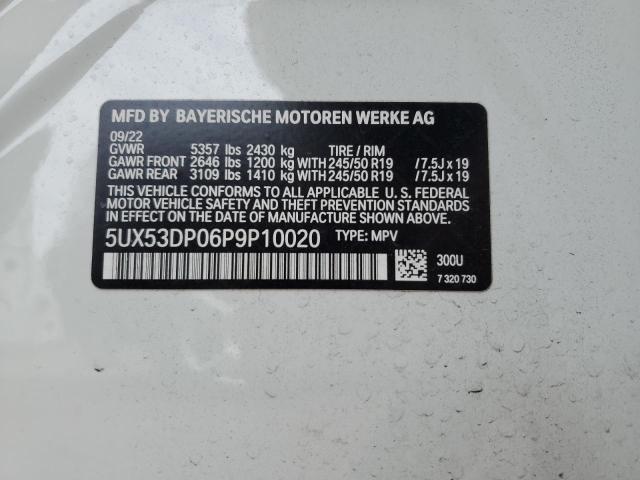 MFD BY BAYERISCHE MOTOREN WERKE AG
09/22
GVWR 5357 lbs 2430 kg TIRE / RIM
GAWR FRONT 2646 lbs 1200 kg WITH 245/50 R19 / 7.5J x 19
GAWR REAR 3109 lbs 1410 kg WITH 245/50 R19 / 7.5J x 19
THIS VEHICLE CONFORMS TO ALL APPLICABLE U. S. FEDERAL
MOTOR VEHICLE SAFETY AND THEFT PREVENTION STANDARDS
IN EFFECT ON THE DATE OF MANUFACTURE SHOWN ABOVE.
5UX53DP06P9P10020 TYPE: MPV
300U
7 320 730